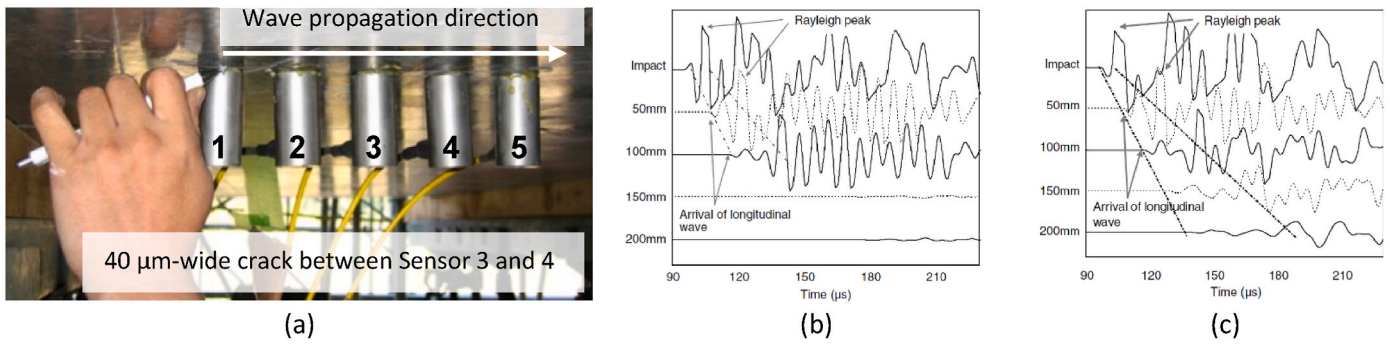 Wave propagation direction
1 2 3 4 5
40 µm-wide crack between Sensor 3 and 4
(a)
Rayleigh peak
Impact
50mm
100mm
150mm
Arrival of longitudinal
wave
200mm
90 120 150 180 210
Time (µs)
(b)
Rayleigh peak
Impact
50mm
100mm
150mm
Arrival of longitudinal
wave
200mm
90 120 150 180 210
Time (µs)
(c)